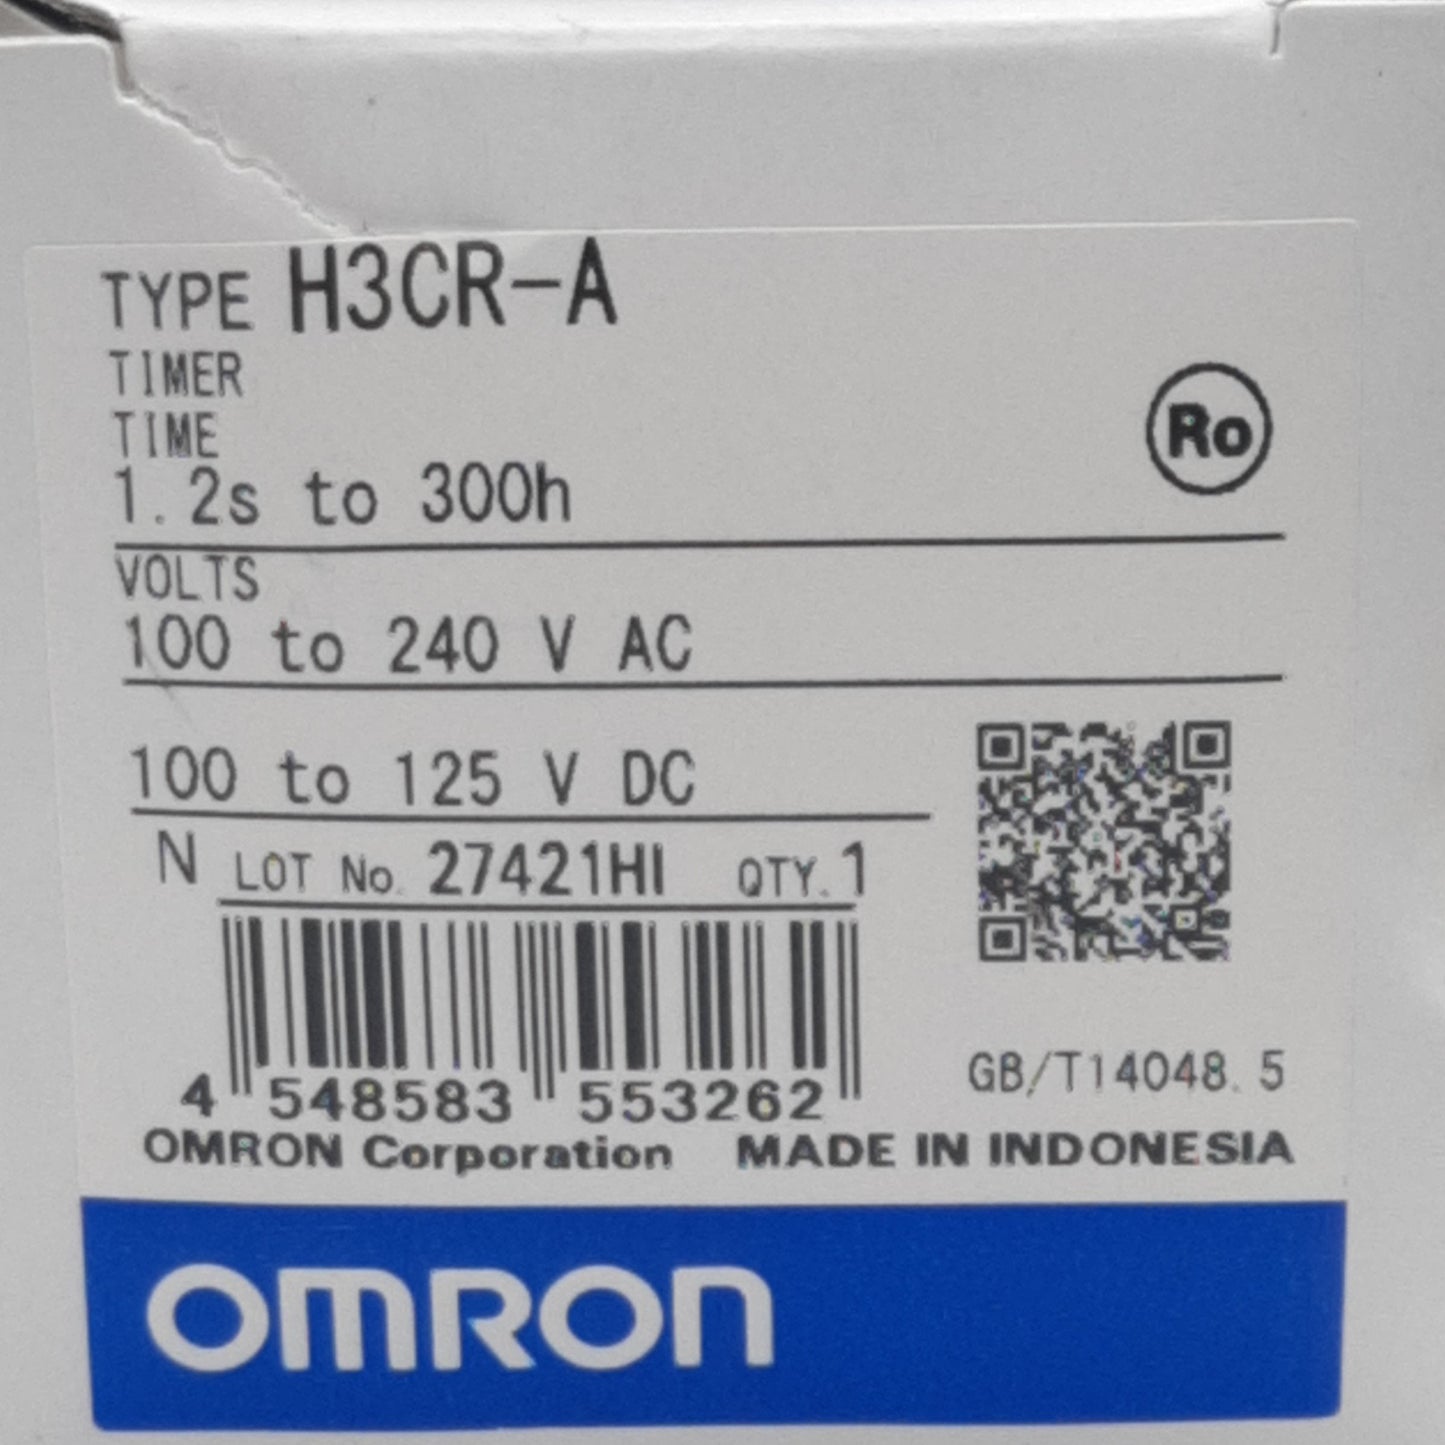 TYPE H3CR-A
TIMER
TIME
1.2s to 300h
Ro
VOLTS
100 to 240 V AC
100 to 125 V DC
N LOT No. 27421HI QTY.1
4 548583 553262
GB/T14048.5
OMRON Corporation MADE IN INDONESIA
OMRON